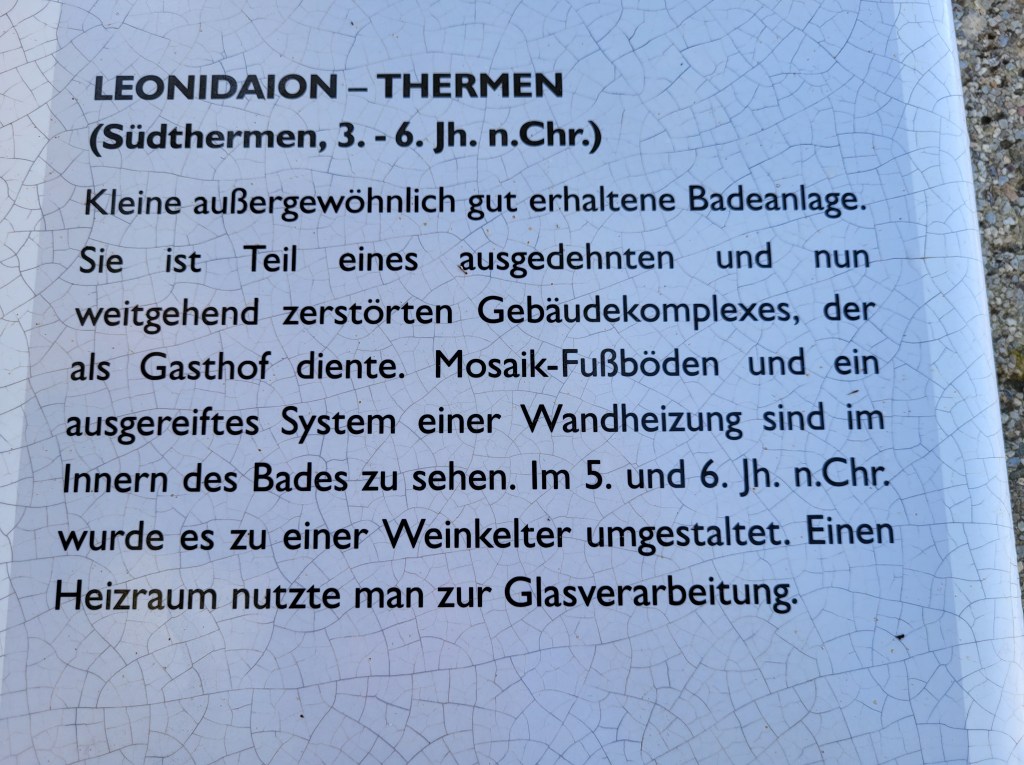 LEONIDAION – THERMEN
(Südthermen, 3. - 6. Jh. n.Chr.)
Kleine außergewöhnlich gut erhaltene Badeanlage.
Sie ist Teil eines ausgedehnten und nun
weitgehend zerstörten Gebäudekomplexes, der
als Gasthof diente. Mosaik-Fußböden und ein
ausgereiftes System einer Wandheizung sind im
Innern des Bades zu sehen. Im 5. und 6. Jh. n.Chr.
wurde es zu einer Weinkelter umgestaltet. Einen
Heizraum nutzte man zur Glasverarbeitung.